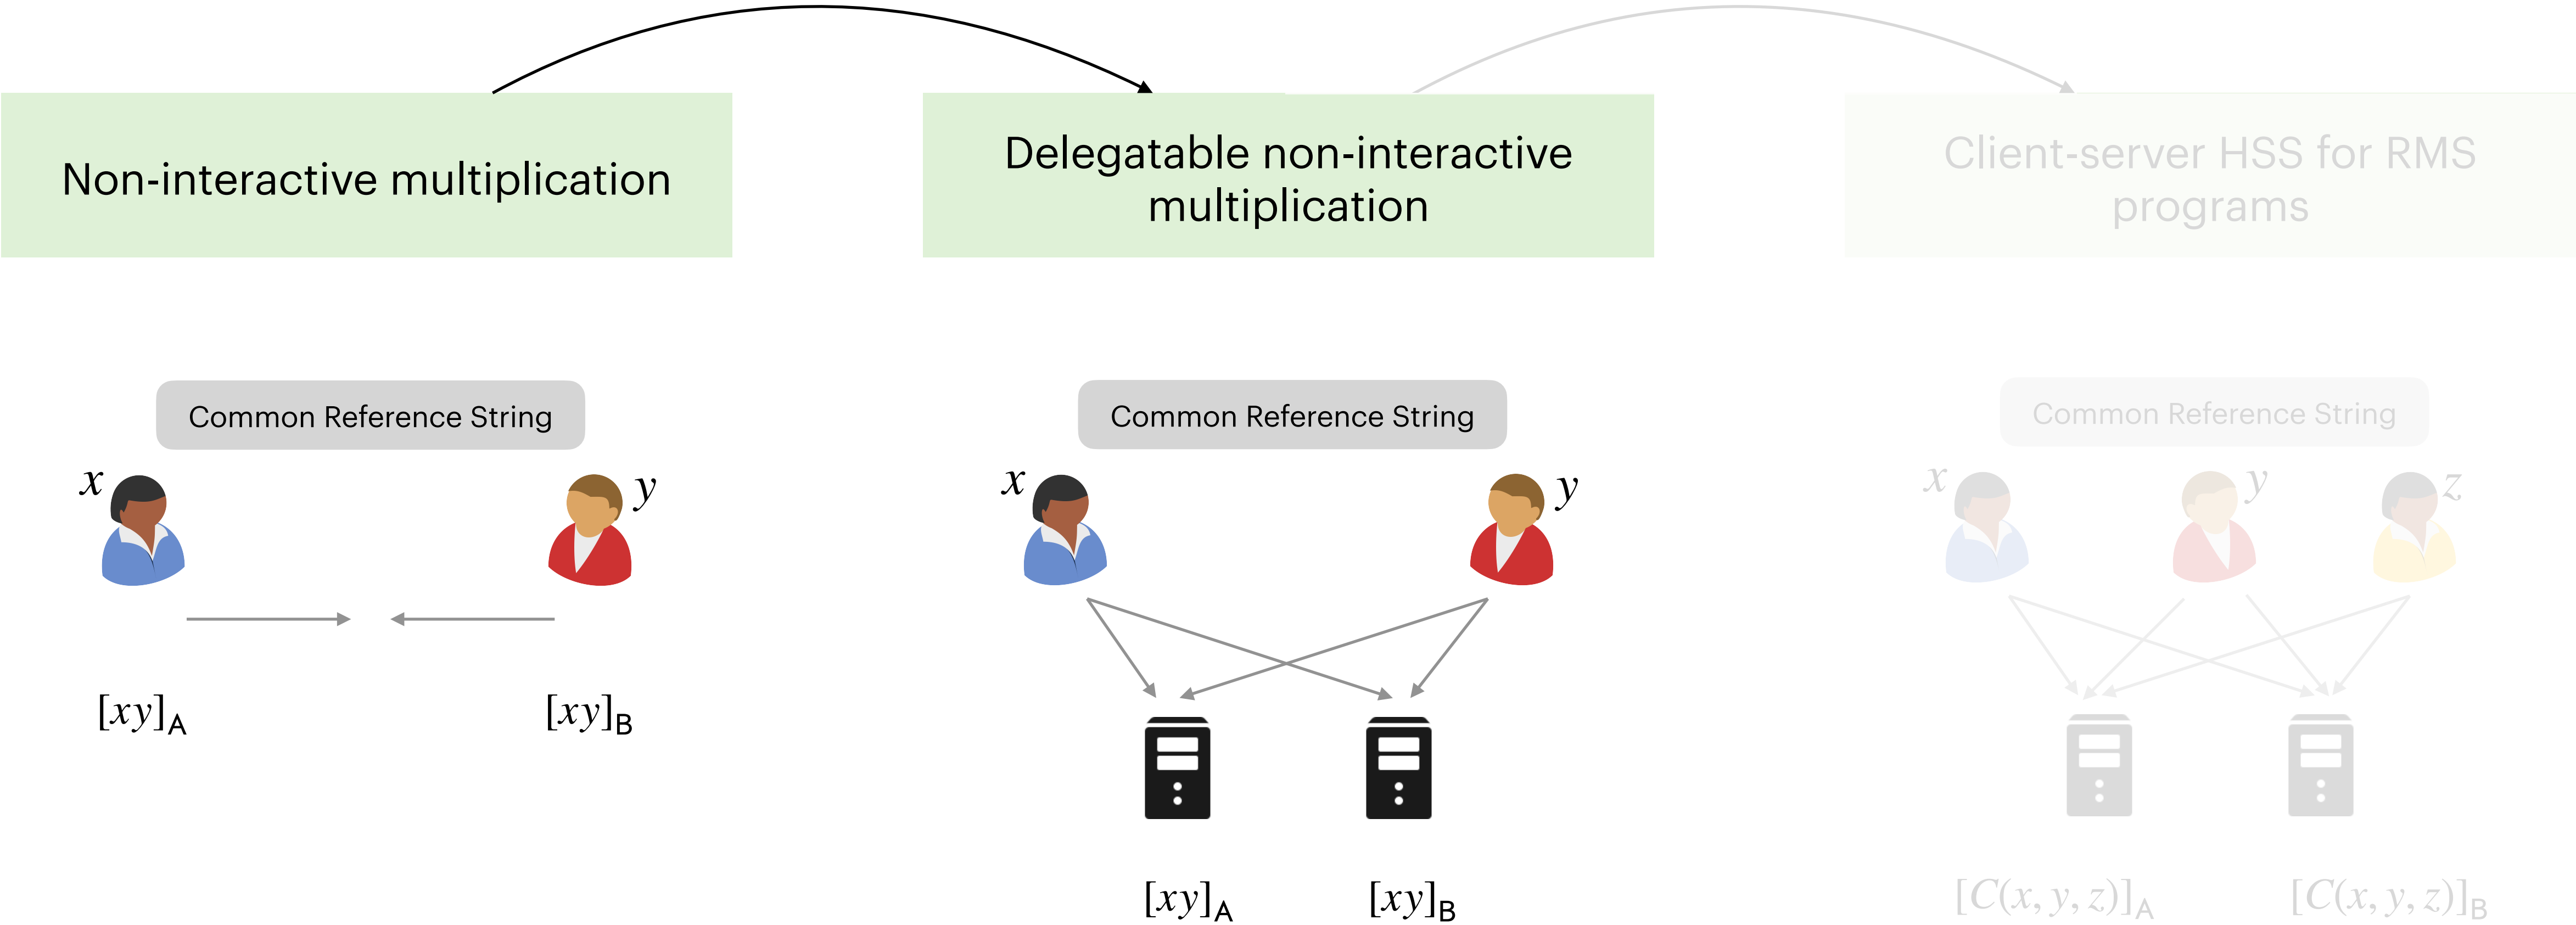 Non-interactive multiplication
Delegatable non-interactive
multiplication
Client-server HSS for RMS
programs
Common Reference String
x
y
[xy]A
[xy]B
Common Reference String
x
y
[xy]A
[xy]B
Common Reference String
x
y
z
[C(x, y, z)]A
[C(x, y, z)]B